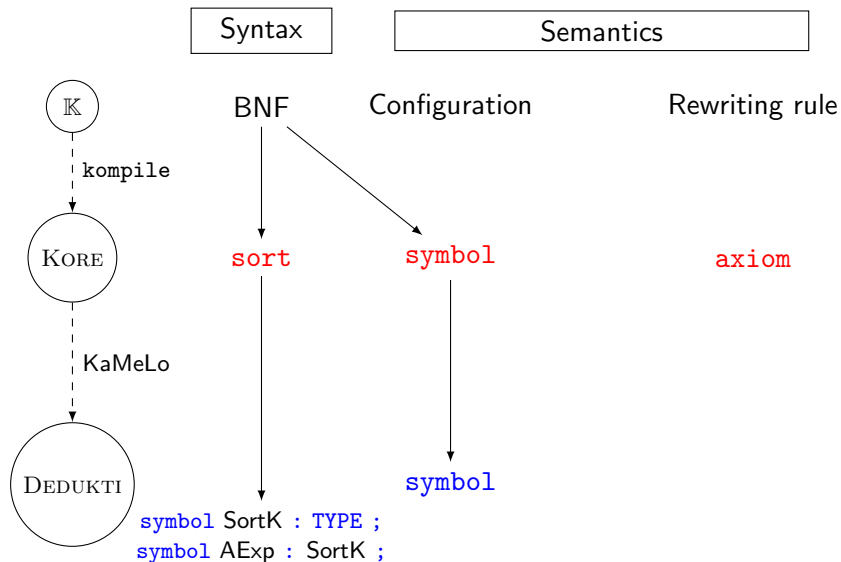 Syntax Semantics
𝕂 BNF Configuration Rewriting rule
kompile
KORE sort symbol axiom
KaMeLo
DEDUKTI symbol
symbol SortK : TYPE ;
symbol AExp : SortK ;